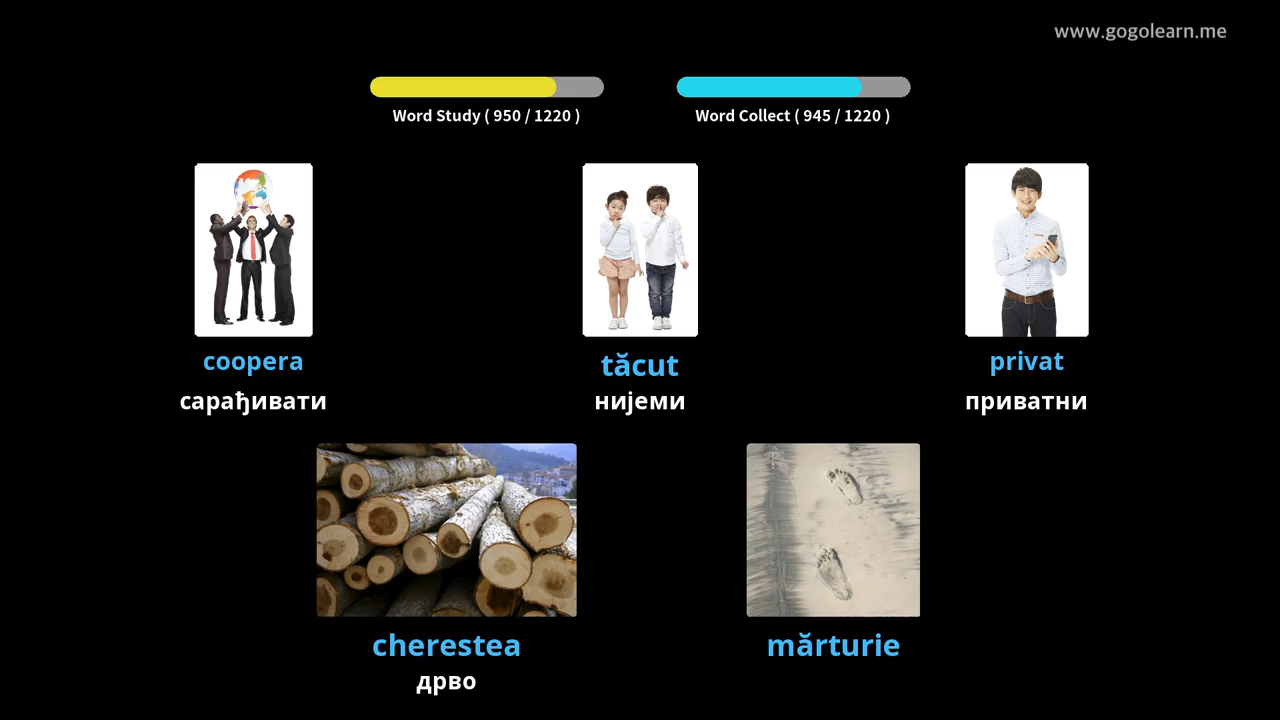 www.gogolearn.me
Word Study ( 950 / 1220 )
Word Collect ( 945 / 1220 )
coopera
сарађивати
tăcut
нијеми
privat
приватни
cherestea
дрво
mărturie